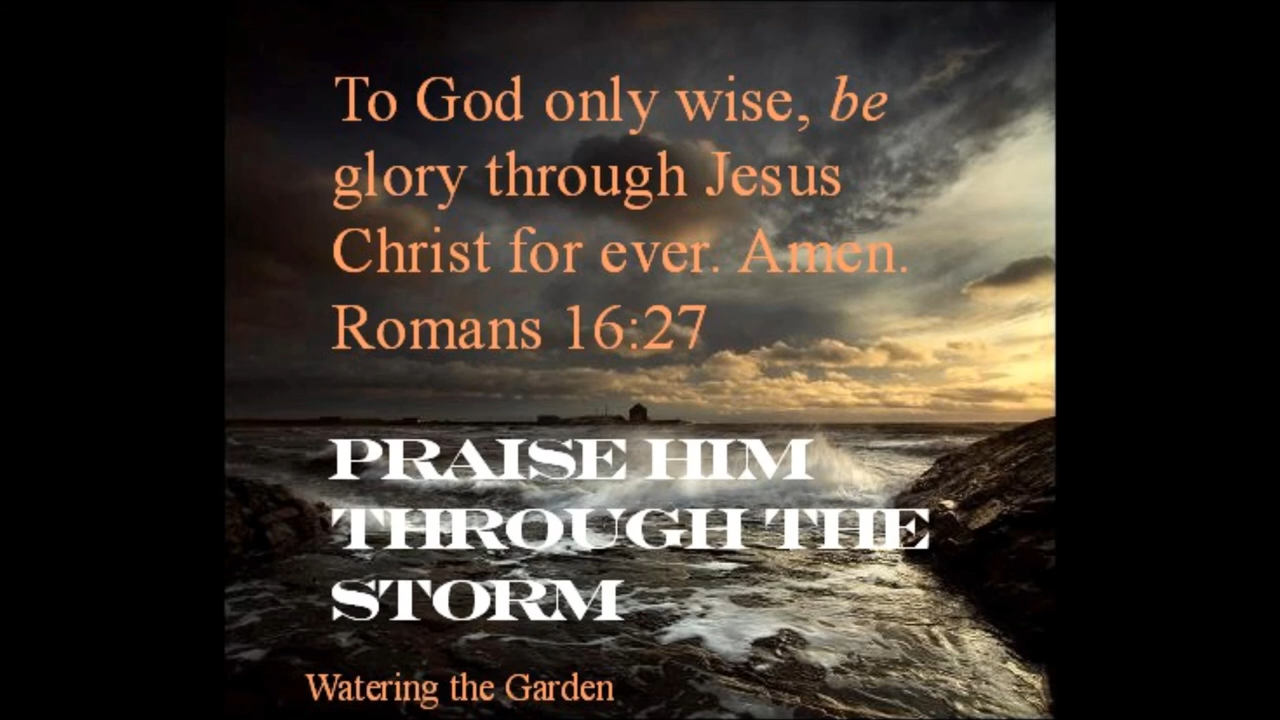 To God only wise, be
glory through Jesus
Christ for ever. Amen.
Romans 16:27
PRAISE HIM
THROUGH THE
STORM
Watering the Garden